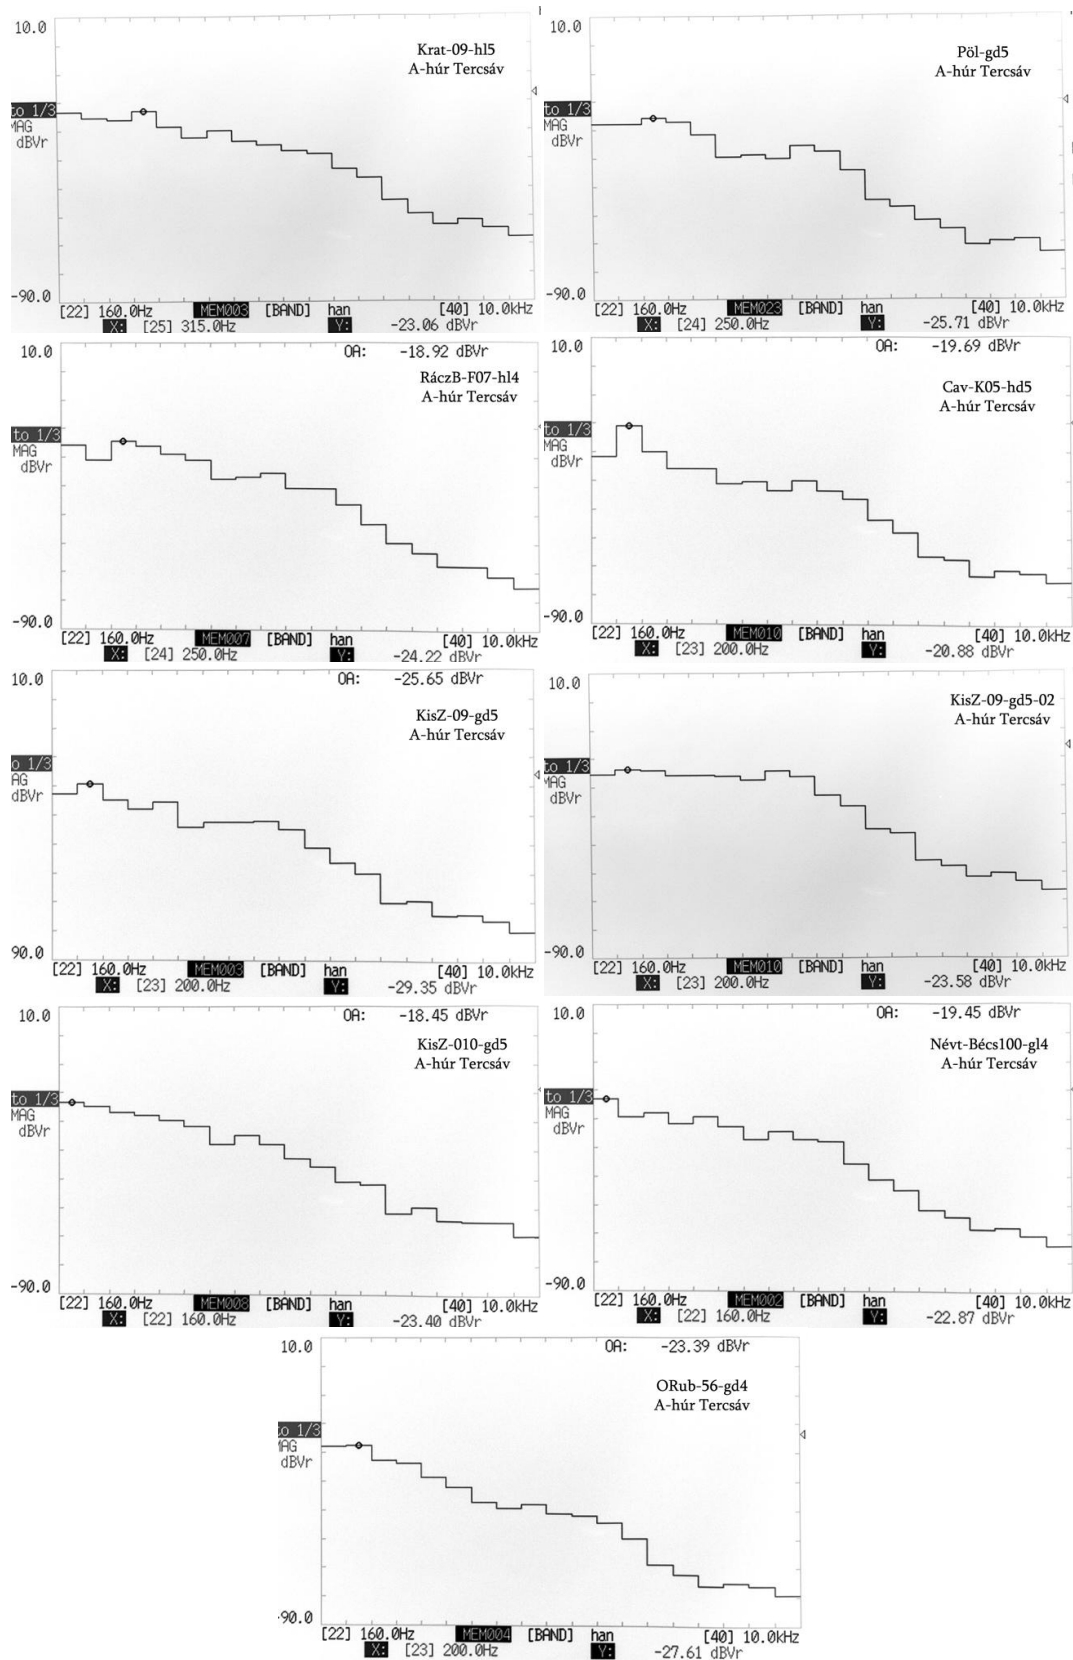 10.0
Krat-09-hl5
A-húr Tercsáv
to 1/3
MAG
dBVr
-90.0
[22] 160.0Hz MEM003 [BAND] han [40] 10.0kHz
X: [25] 315.0Hz Y: -23.06 dBVr
10.0
Pöl-gd5
A-húr Tercsáv
to 1/3
MAG
dBVr
-90.0
[22] 160.0Hz MEM023 [BAND] han [40] 10.0kHz
X: [24] 250.0Hz Y: -25.71 dBVr
10.0 OA: -18.92 dBVr
RáczB-F07-hl4
A-húr Tercsáv
to 1/3
MAG
dBVr
-90.0
[22] 160.0Hz MEM007 [BAND] han [40] 10.0kHz
X: [24] 250.0Hz Y: -24.22 dBVr
10.0 OA: -19.69 dBVr
Cav-K05-hd5
A-húr Tercsáv
to 1/3
MAG
dBVr
-90.0
[22] 160.0Hz MEM010 [BAND] han [40] 10.0kHz
X: [23] 200.0Hz Y: -20.88 dBVr
10.0 OA: -25.65 dBVr
KisZ-09-gd5
A-húr Tercsáv
o 1/3
AG
dBVr
90.0
[22] 160.0Hz MEM003 [BAND] han [40] 10.0kHz
X: [23] 200.0Hz Y: -29.35 dBVr
10.0
KisZ-09-gd5-02
A-húr Tercsáv
to 1/3
MAG
dBVr
-90.0
[22] 160.0Hz MEM010 [BAND] han [40] 10.0kHz
X: [23] 200.0Hz Y: -23.58 dBVr
10.0 OA: -18.45 dBVr
KisZ-010-gd5
A-húr Tercsáv
to 1/3
MAG
dBVr
-90.0
[22] 160.0Hz MEM008 [BAND] han [40] 10.0kHz
X: [22] 160.0Hz Y: -23.40 dBVr
10.0 OA: -19.45 dBVr
Névt-Bécs100-gl4
A-húr Tercsáv
to 1/3
MAG
dBVr
-90.0
[22] 160.0Hz MEM002 [BAND] han [40] 10.0kHz
X: [22] 160.0Hz Y: -22.87 dBVr
10.0 OA: -23.39 dBVr
ORub-56-gd4
A-húr Tercsáv
o 1/3
MAG
dBVr
-90.0
[22] 160.0Hz MEM004 [BAND] han [40] 10.0kHz
X: [23] 200.0Hz Y: -27.61 dBVr